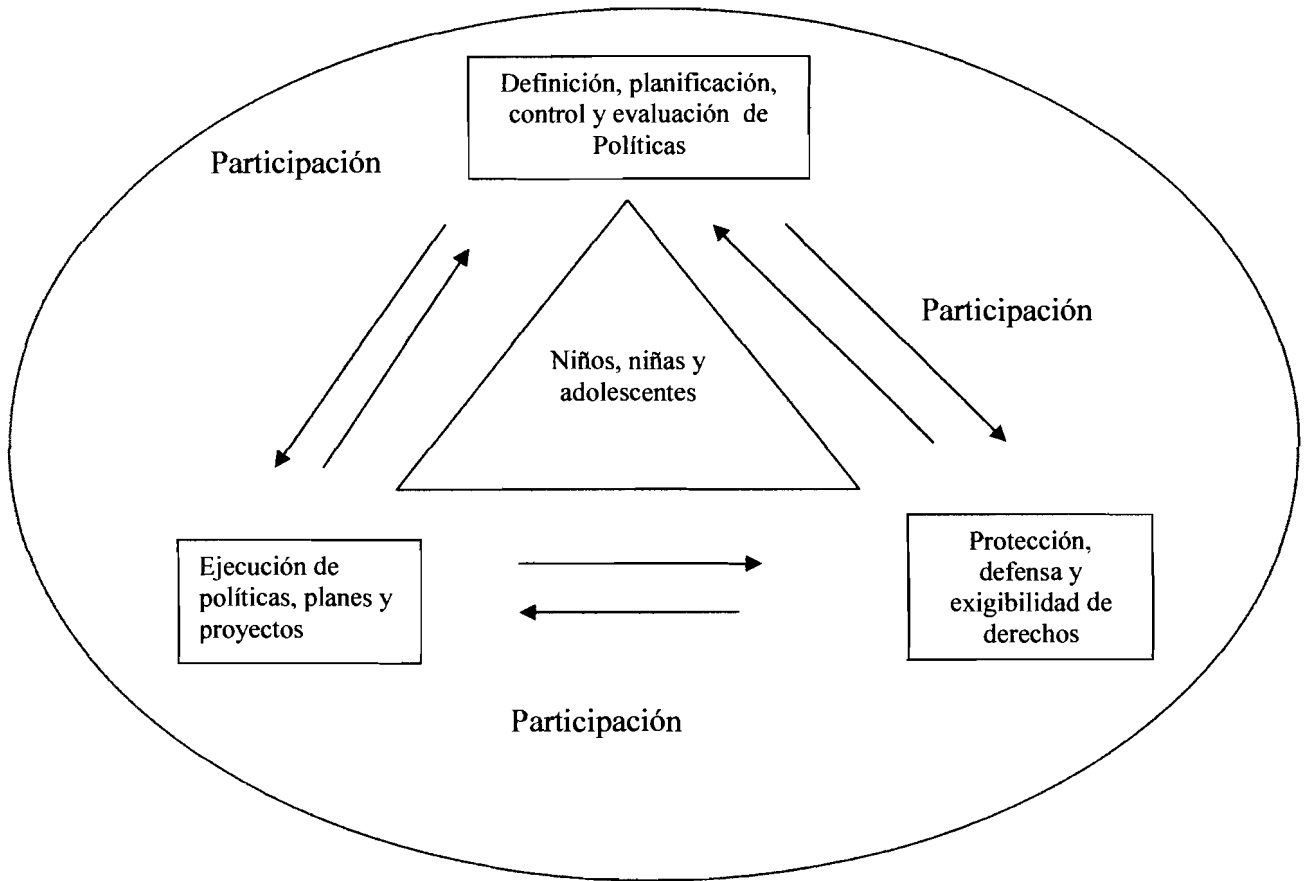 Definición, planificación,
control y evaluación de
Políticas
Participación
Participación
Niños, niñas y
adolescentes
Ejecución de
políticas, planes y
proyectos
Protección,
defensa y
exigibilidad de
derechos
Participación